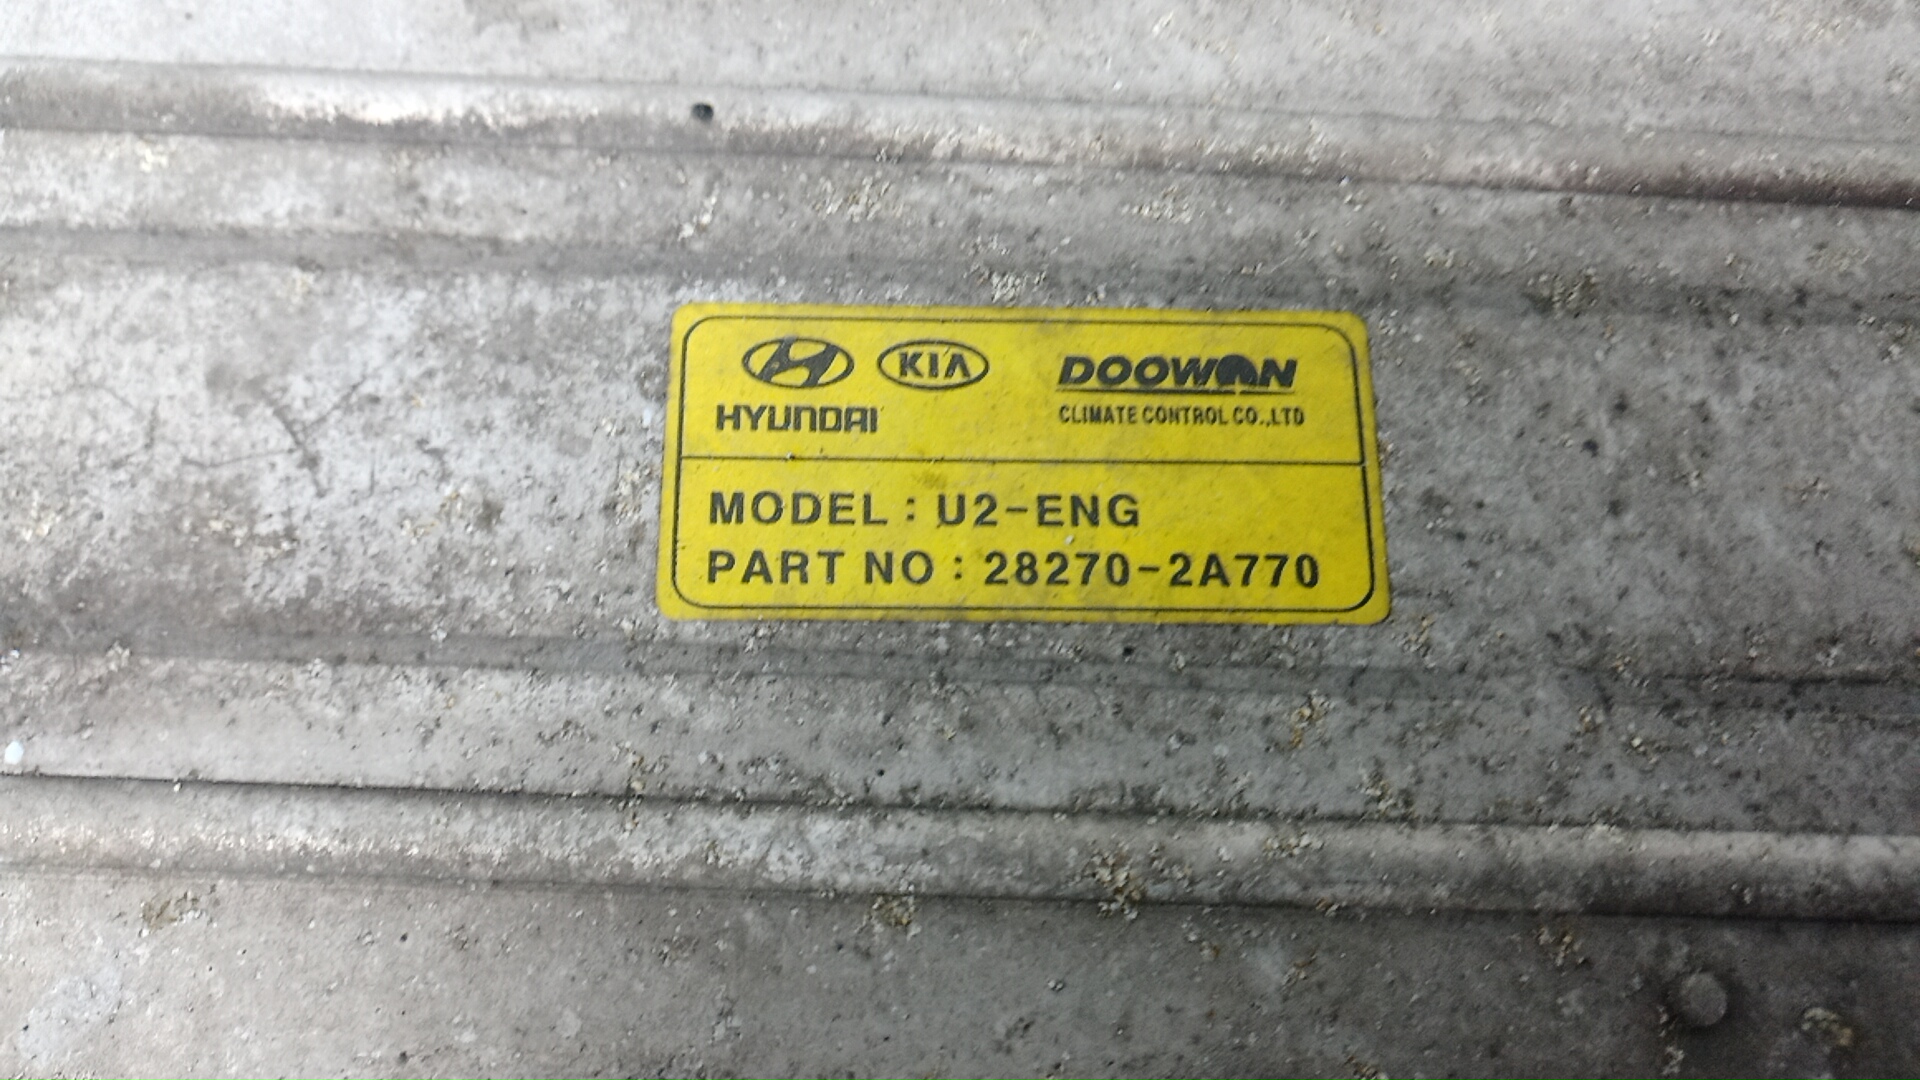 KIA DOOWON
HYUNDAI CLIMATE CONTROL CO.,LTD
MODEL : U2-ENG
PART NO : 28270-2A770